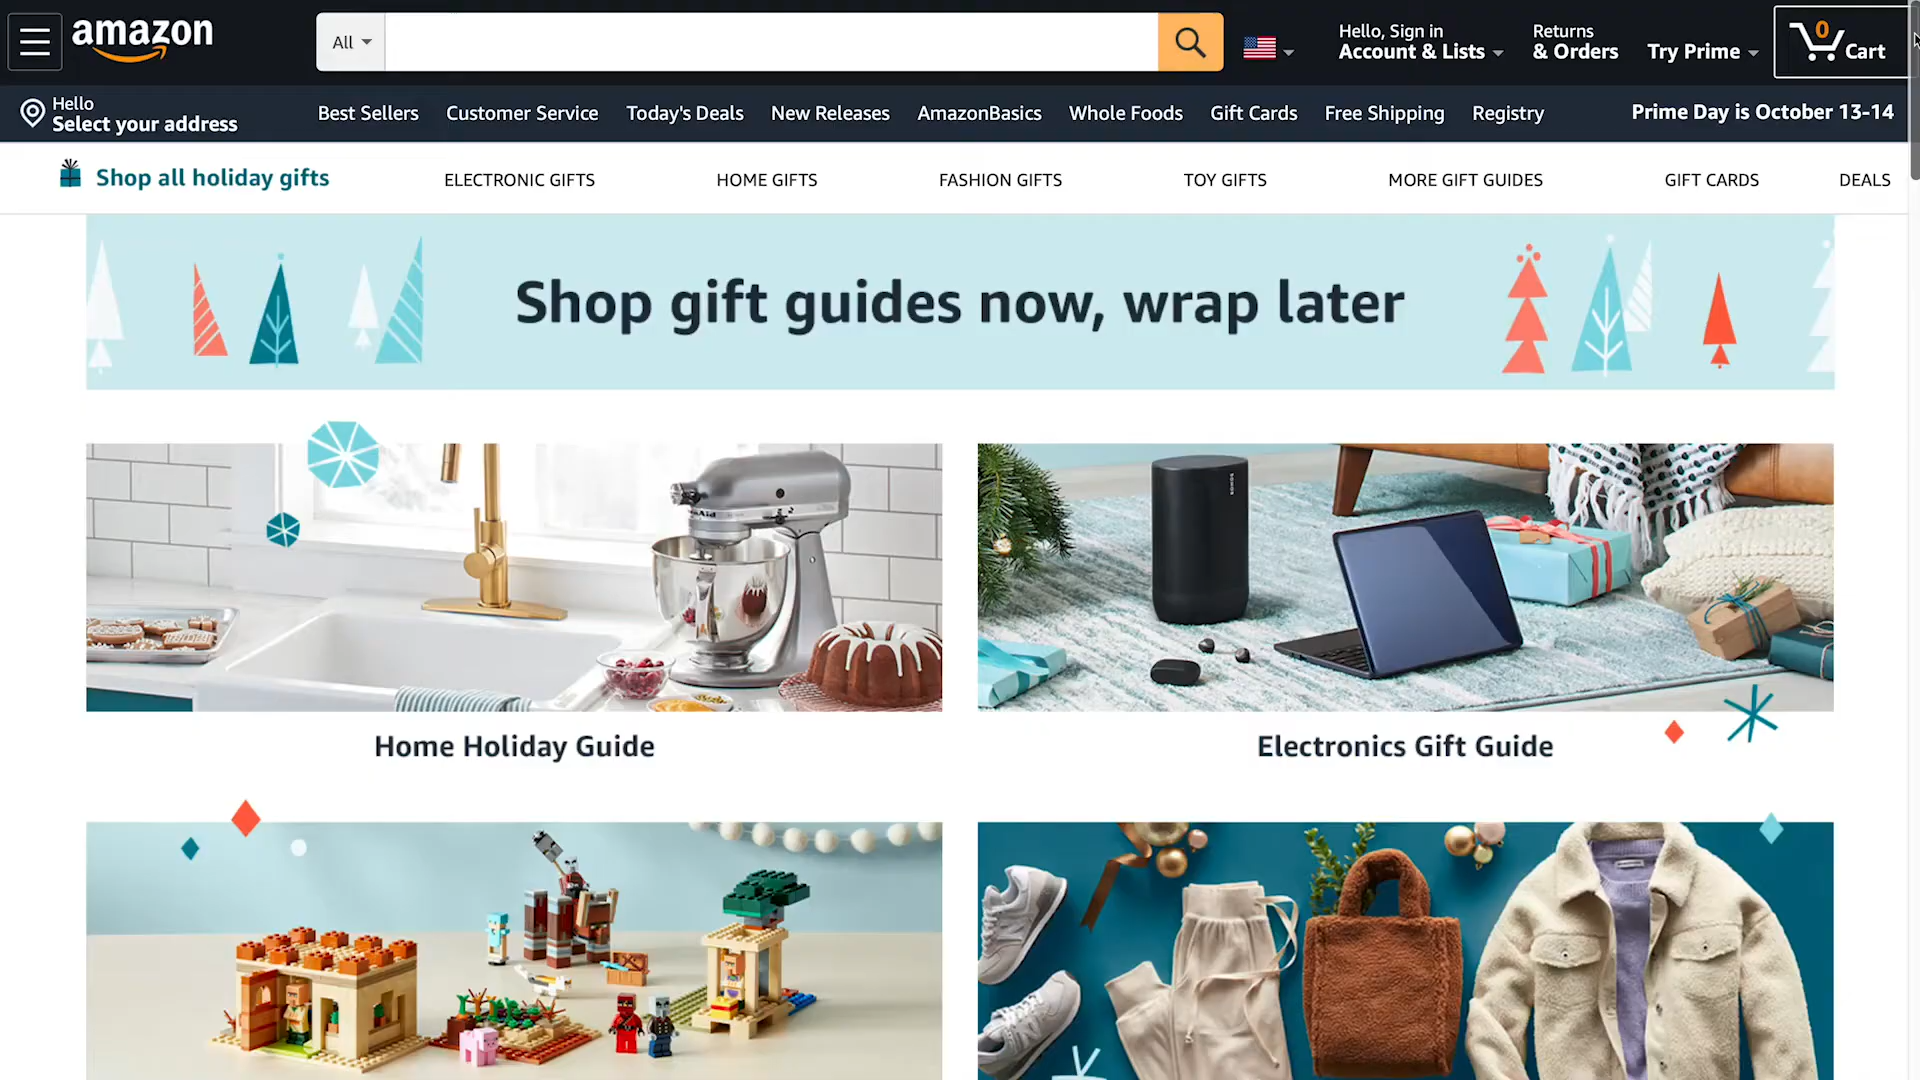 amazon
All
Hello, Sign in
Account & Lists
Returns
& Orders
Try Prime
0
Cart
Hello
Select your address
Best Sellers
Customer Service
Today's Deals
New Releases
AmazonBasics
Whole Foods
Gift Cards
Free Shipping
Registry
Prime Day is October 13-14
Shop all holiday gifts
ELECTRONIC GIFTS
HOME GIFTS
FASHION GIFTS
TOY GIFTS
MORE GIFT GUIDES
GIFT CARDS
DEALS
Shop gift guides now, wrap later
SONOS
Home Holiday Guide
Electronics Gift Guide